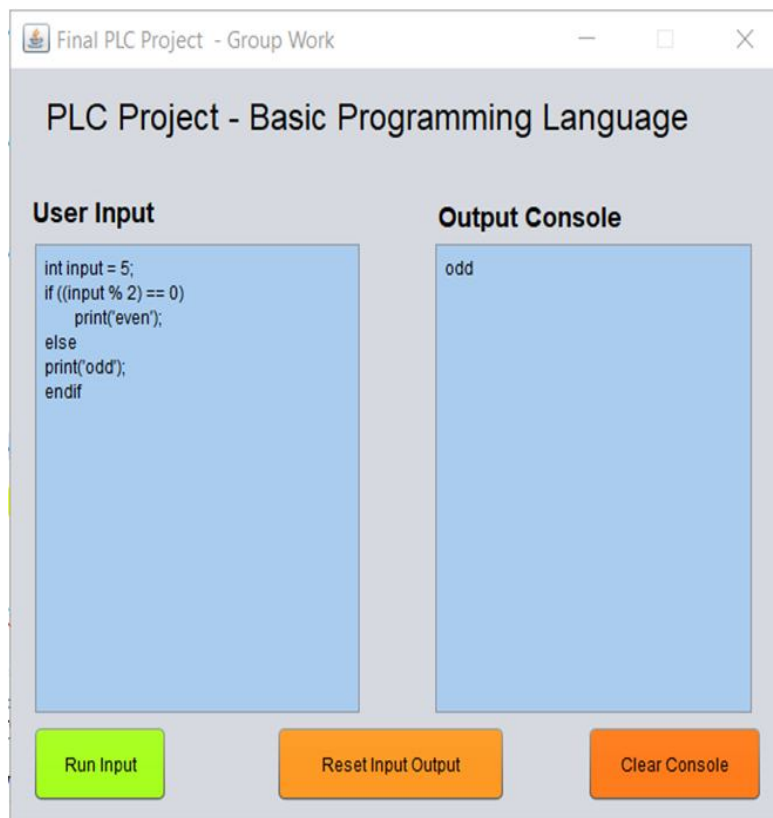 Final PLC Project - Group Work
PLC Project - Basic Programming Language
User Input
int input = 5;
if ((input % 2) == 0)
print('even');
else
print('odd');
endif
Output Console
odd
Run Input
Reset Input Output
Clear Console